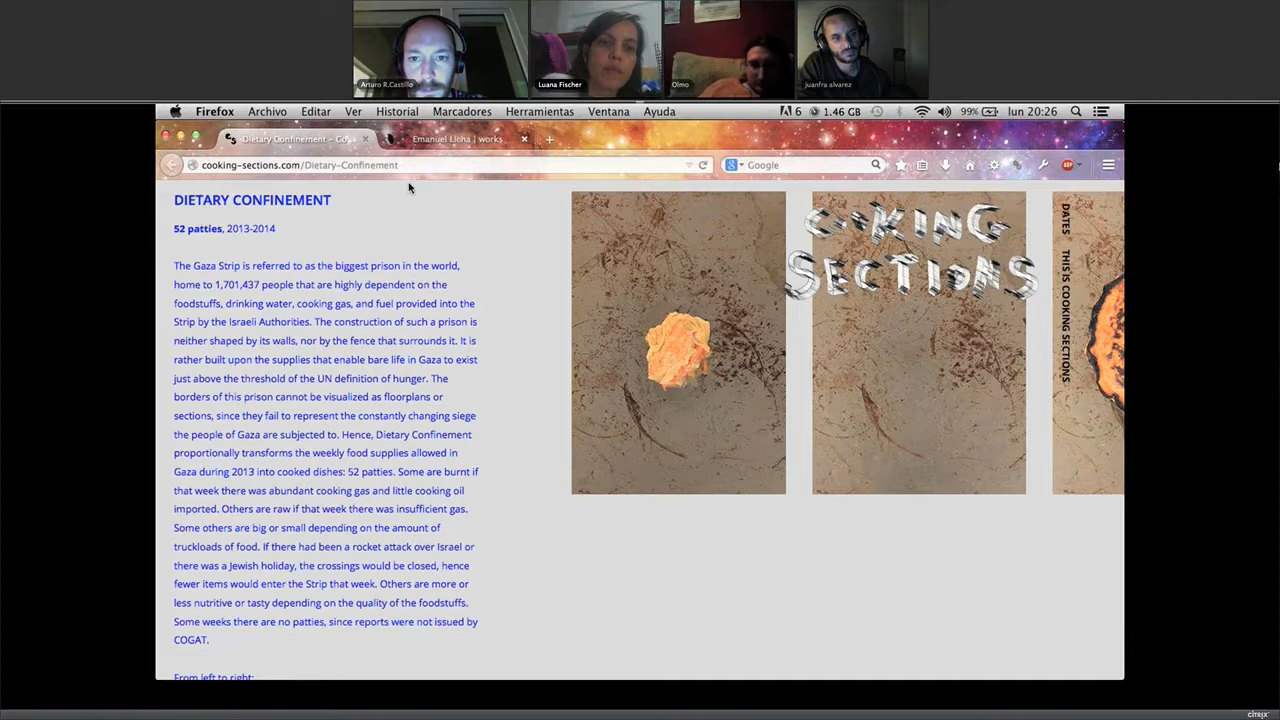 Arturo R.Castillo
Luana Fischer
Olmo
juanfra alvarez
Firefox Archivo Editar Ver Historial Marcadores Herramientas Ventana Ayuda
6 1.46 GB 99% lun 20:26
Dietary Confinement – Co
Emanuel Licha | works
cooking-sections.com/Dietary-Confinement
Google
ABP
DIETARY CONFINEMENT
52 patties, 2013-2014
The Gaza Strip is referred to as the biggest prison in the world,
home to 1,701,437 people that are highly dependent on the
foodstuffs, drinking water, cooking gas, and fuel provided into the
Strip by the Israeli Authorities. The construction of such a prison is
neither shaped by its walls, nor by the fence that surrounds it. It is
rather built upon the supplies that enable bare life in Gaza to exist
just above the threshold of the UN definition of hunger. The
borders of this prison cannot be visualized as floorplans or
sections, since they fail to represent the constantly changing siege
the people of Gaza are subjected to. Hence, Dietary Confinement
proportionally transforms the weekly food supplies allowed in
Gaza during 2013 into cooked dishes: 52 patties. Some are burnt if
that week there was abundant cooking gas and little cooking oil
imported. Others are raw if that week there was insufficient gas.
Some others are big or small depending on the amount of
truckloads of food. If there had been a rocket attack over Israel or
there was a Jewish holiday, the crossings would be closed, hence
fewer items would enter the Strip that week. Others are more or
less nutritive or tasty depending on the quality of the foodstuffs.
Some weeks there are no patties, since reports were not issued by
COGAT.
From left to right:
COOKING
SECTIONS
DATES THIS IS COOKING SECTIONS
CITRIX